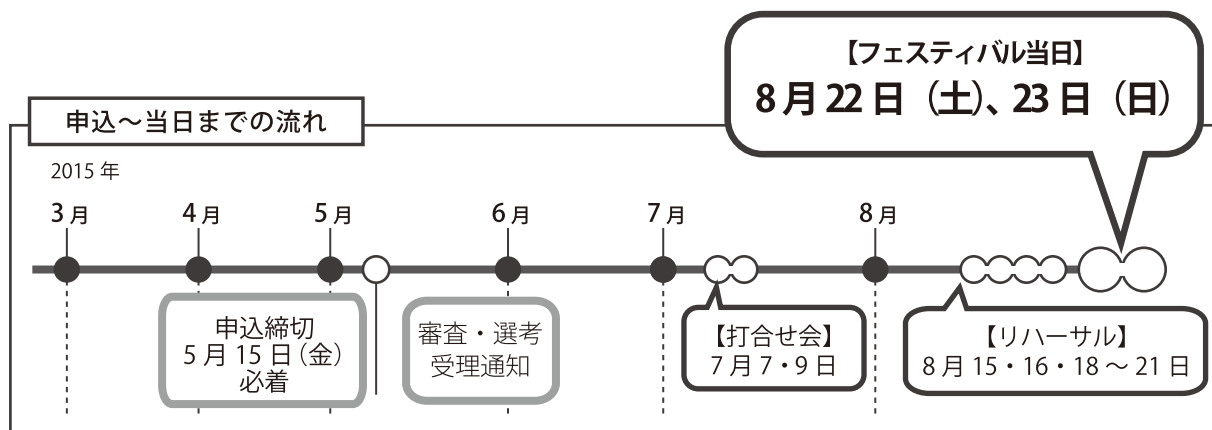 【フェスティバル当日】
8月22日（土）、23日（日）
申込～当日までの流れ
2015年
3月
4月
5月
6月
7月
8月
申込締切
5月15日（金）
必着
審査・選考
受理通知
【打合せ会】
7月7・9日
【リハーサル】
8月15・16・18～21日